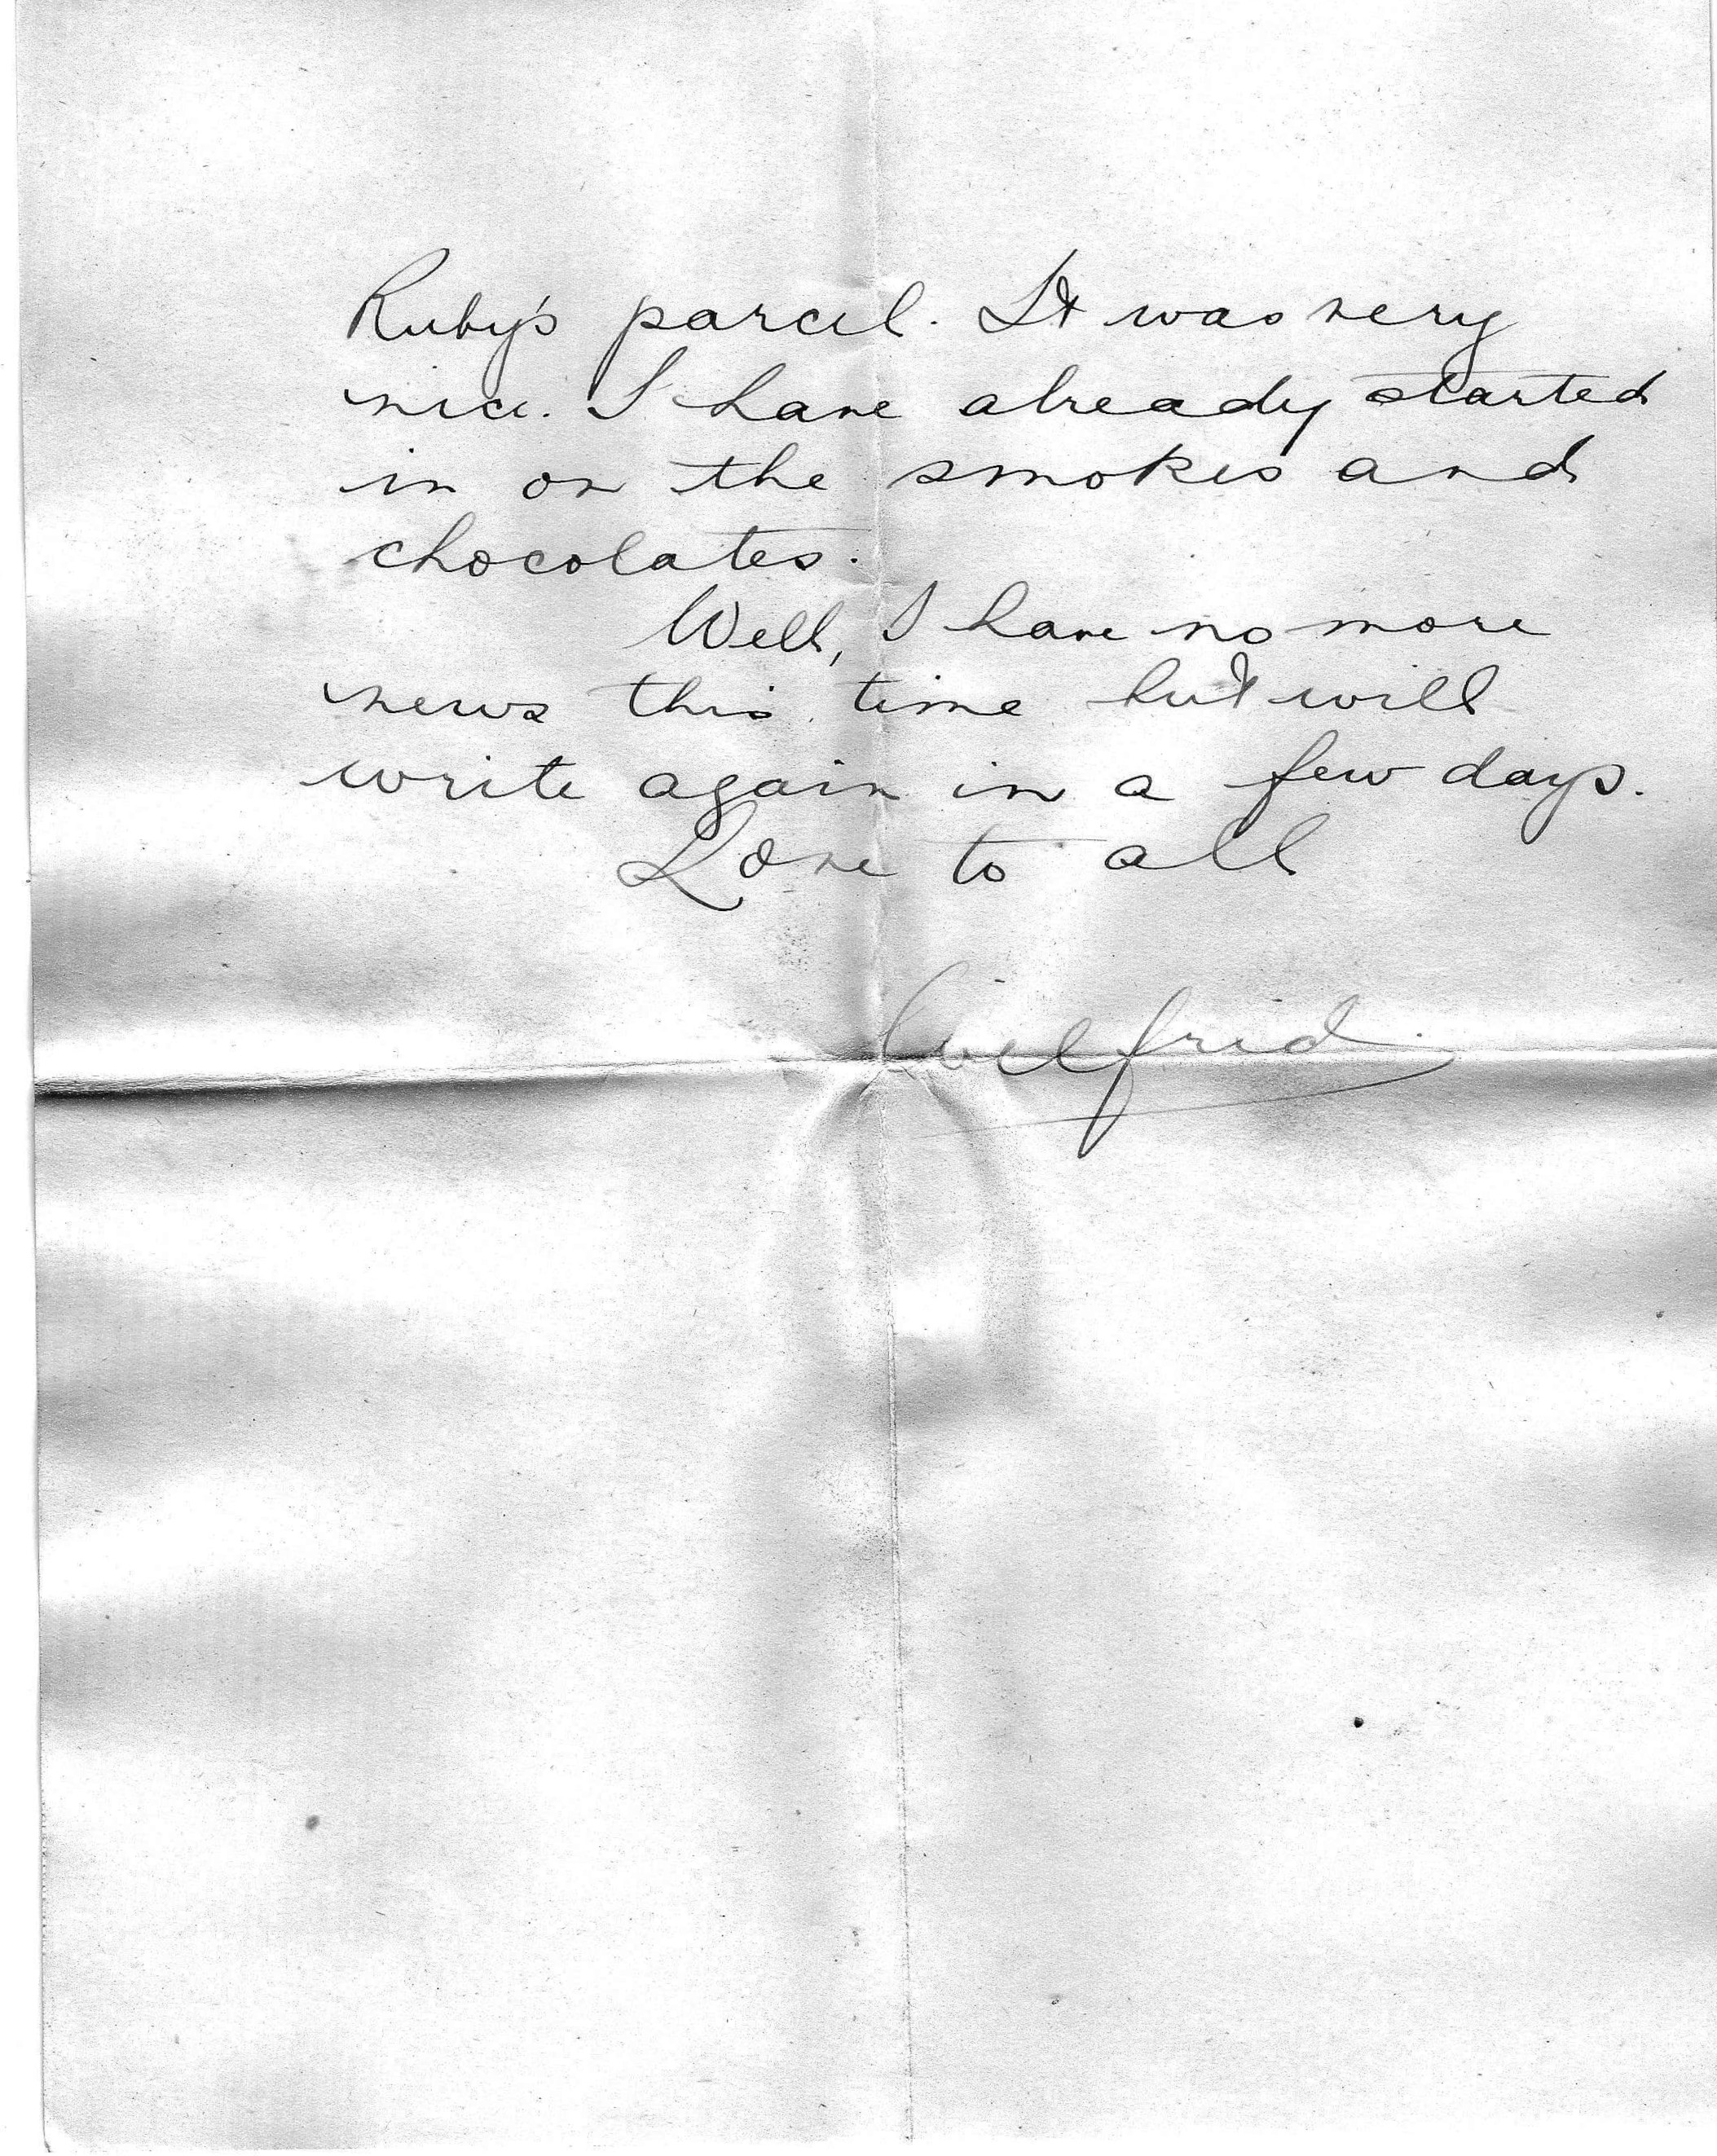 Ruby's parcel. It was very
nice. I have already started
in on the smokes and
chocolates.
Well, I have no more
news this time but will
write again in a few days.
Love to all
Wilfrid